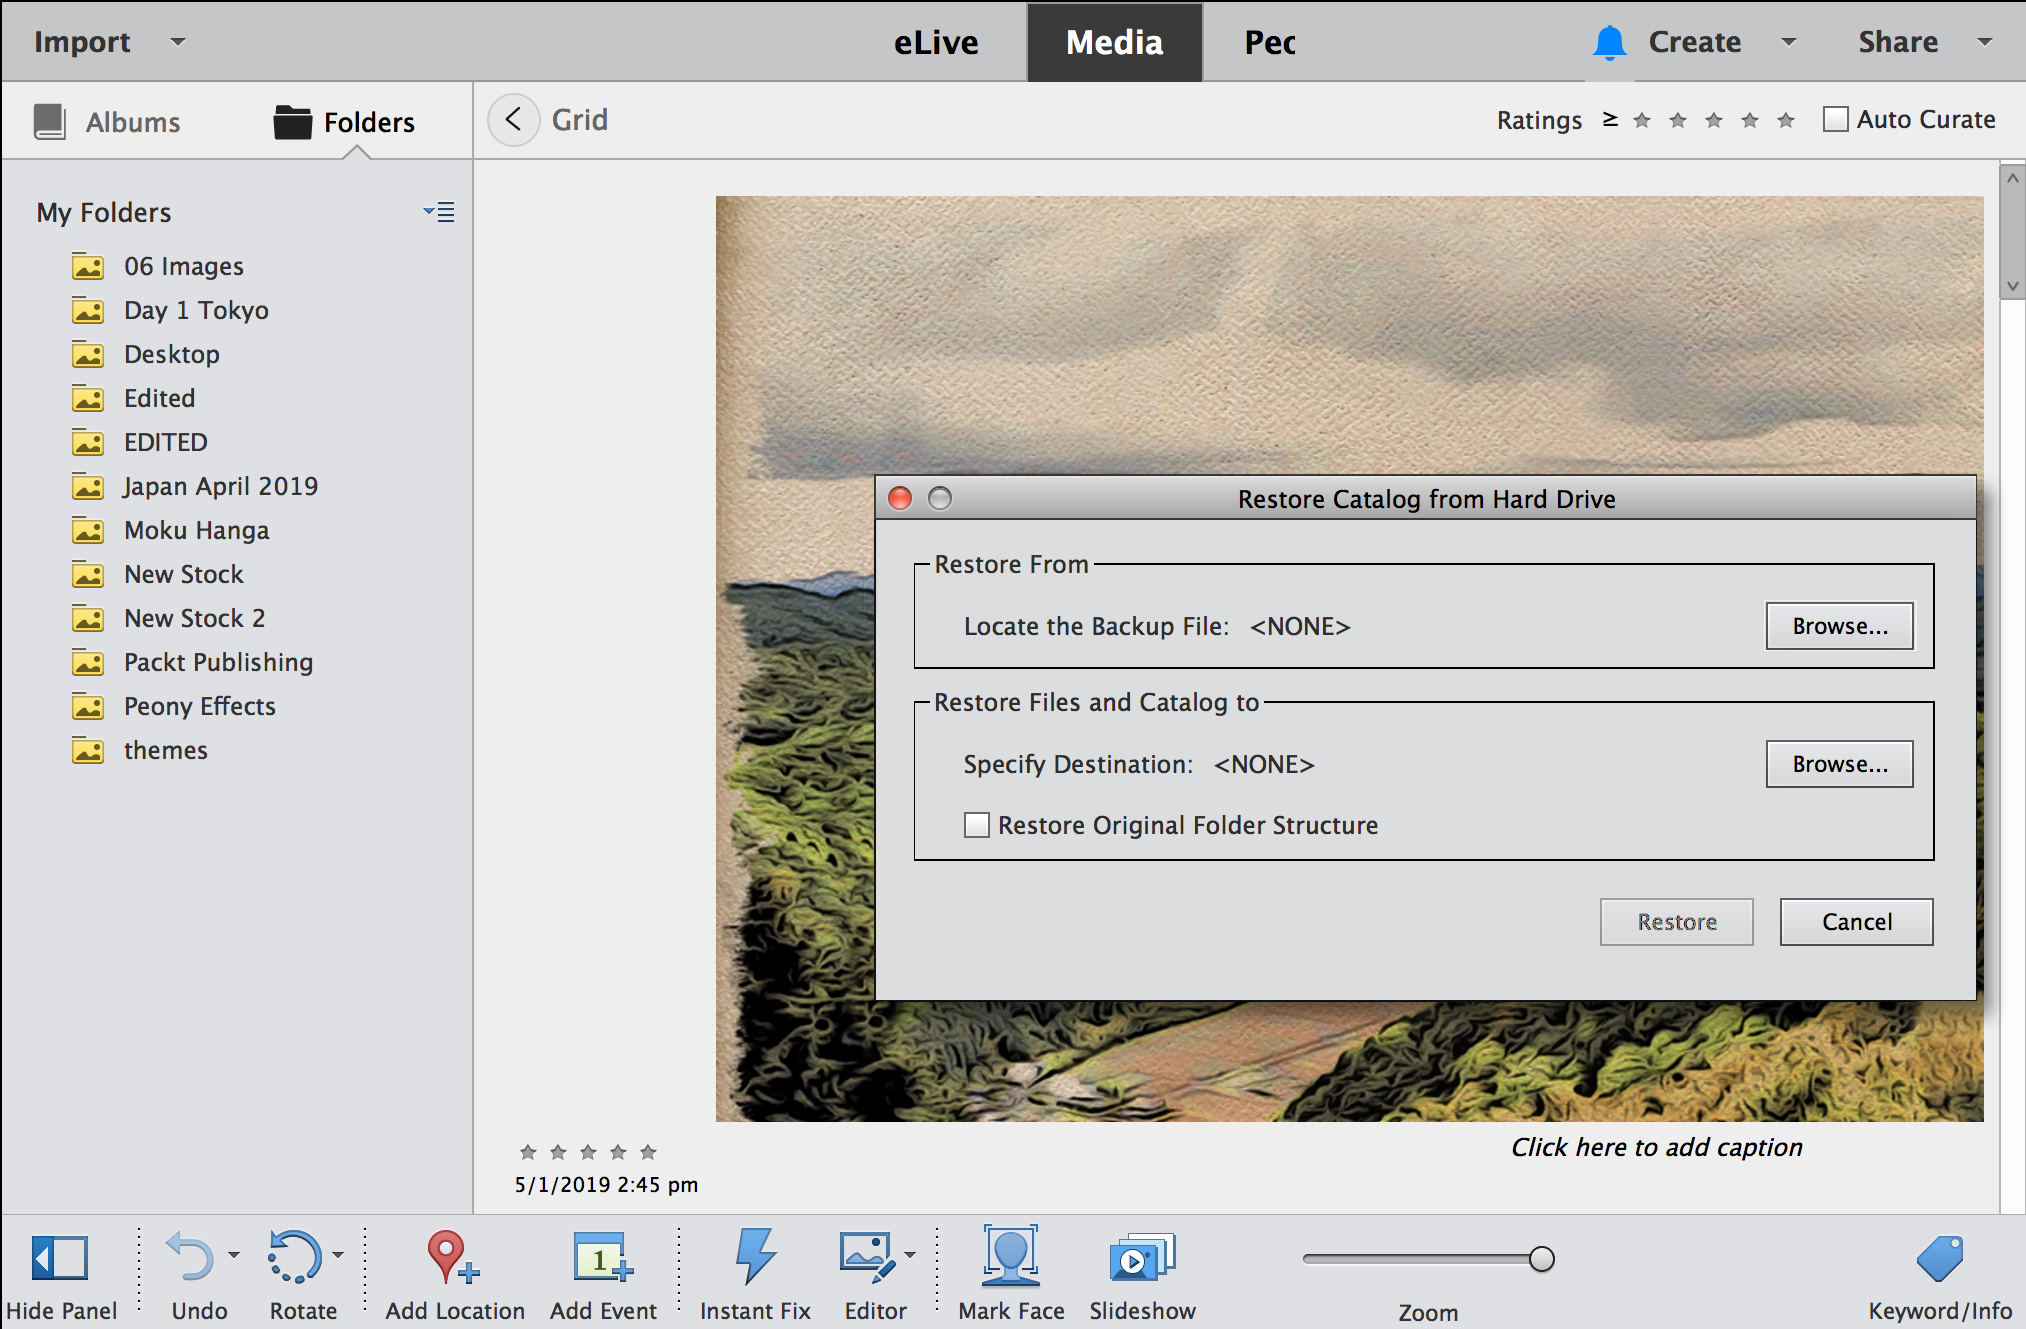 Import eLive Media Pec Create Share
Albums Folders Grid Ratings ≥ Auto Curate
My Folders
06 Images
Day 1 Tokyo
Desktop
Edited
EDITED
Japan April 2019
Moku Hanga
New Stock
New Stock 2
Packt Publishing
Peony Effects
themes
Restore Catalog from Hard Drive
Restore From
Locate the Backup File: <NONE> Browse...
Restore Files and Catalog to
Specify Destination: <NONE> Browse...
Restore Original Folder Structure
Restore Cancel
Click here to add caption
5/1/2019 2:45 pm
1
Hide Panel Undo Rotate Add Location Add Event Instant Fix Editor Mark Face Slideshow Zoom Keyword/Info